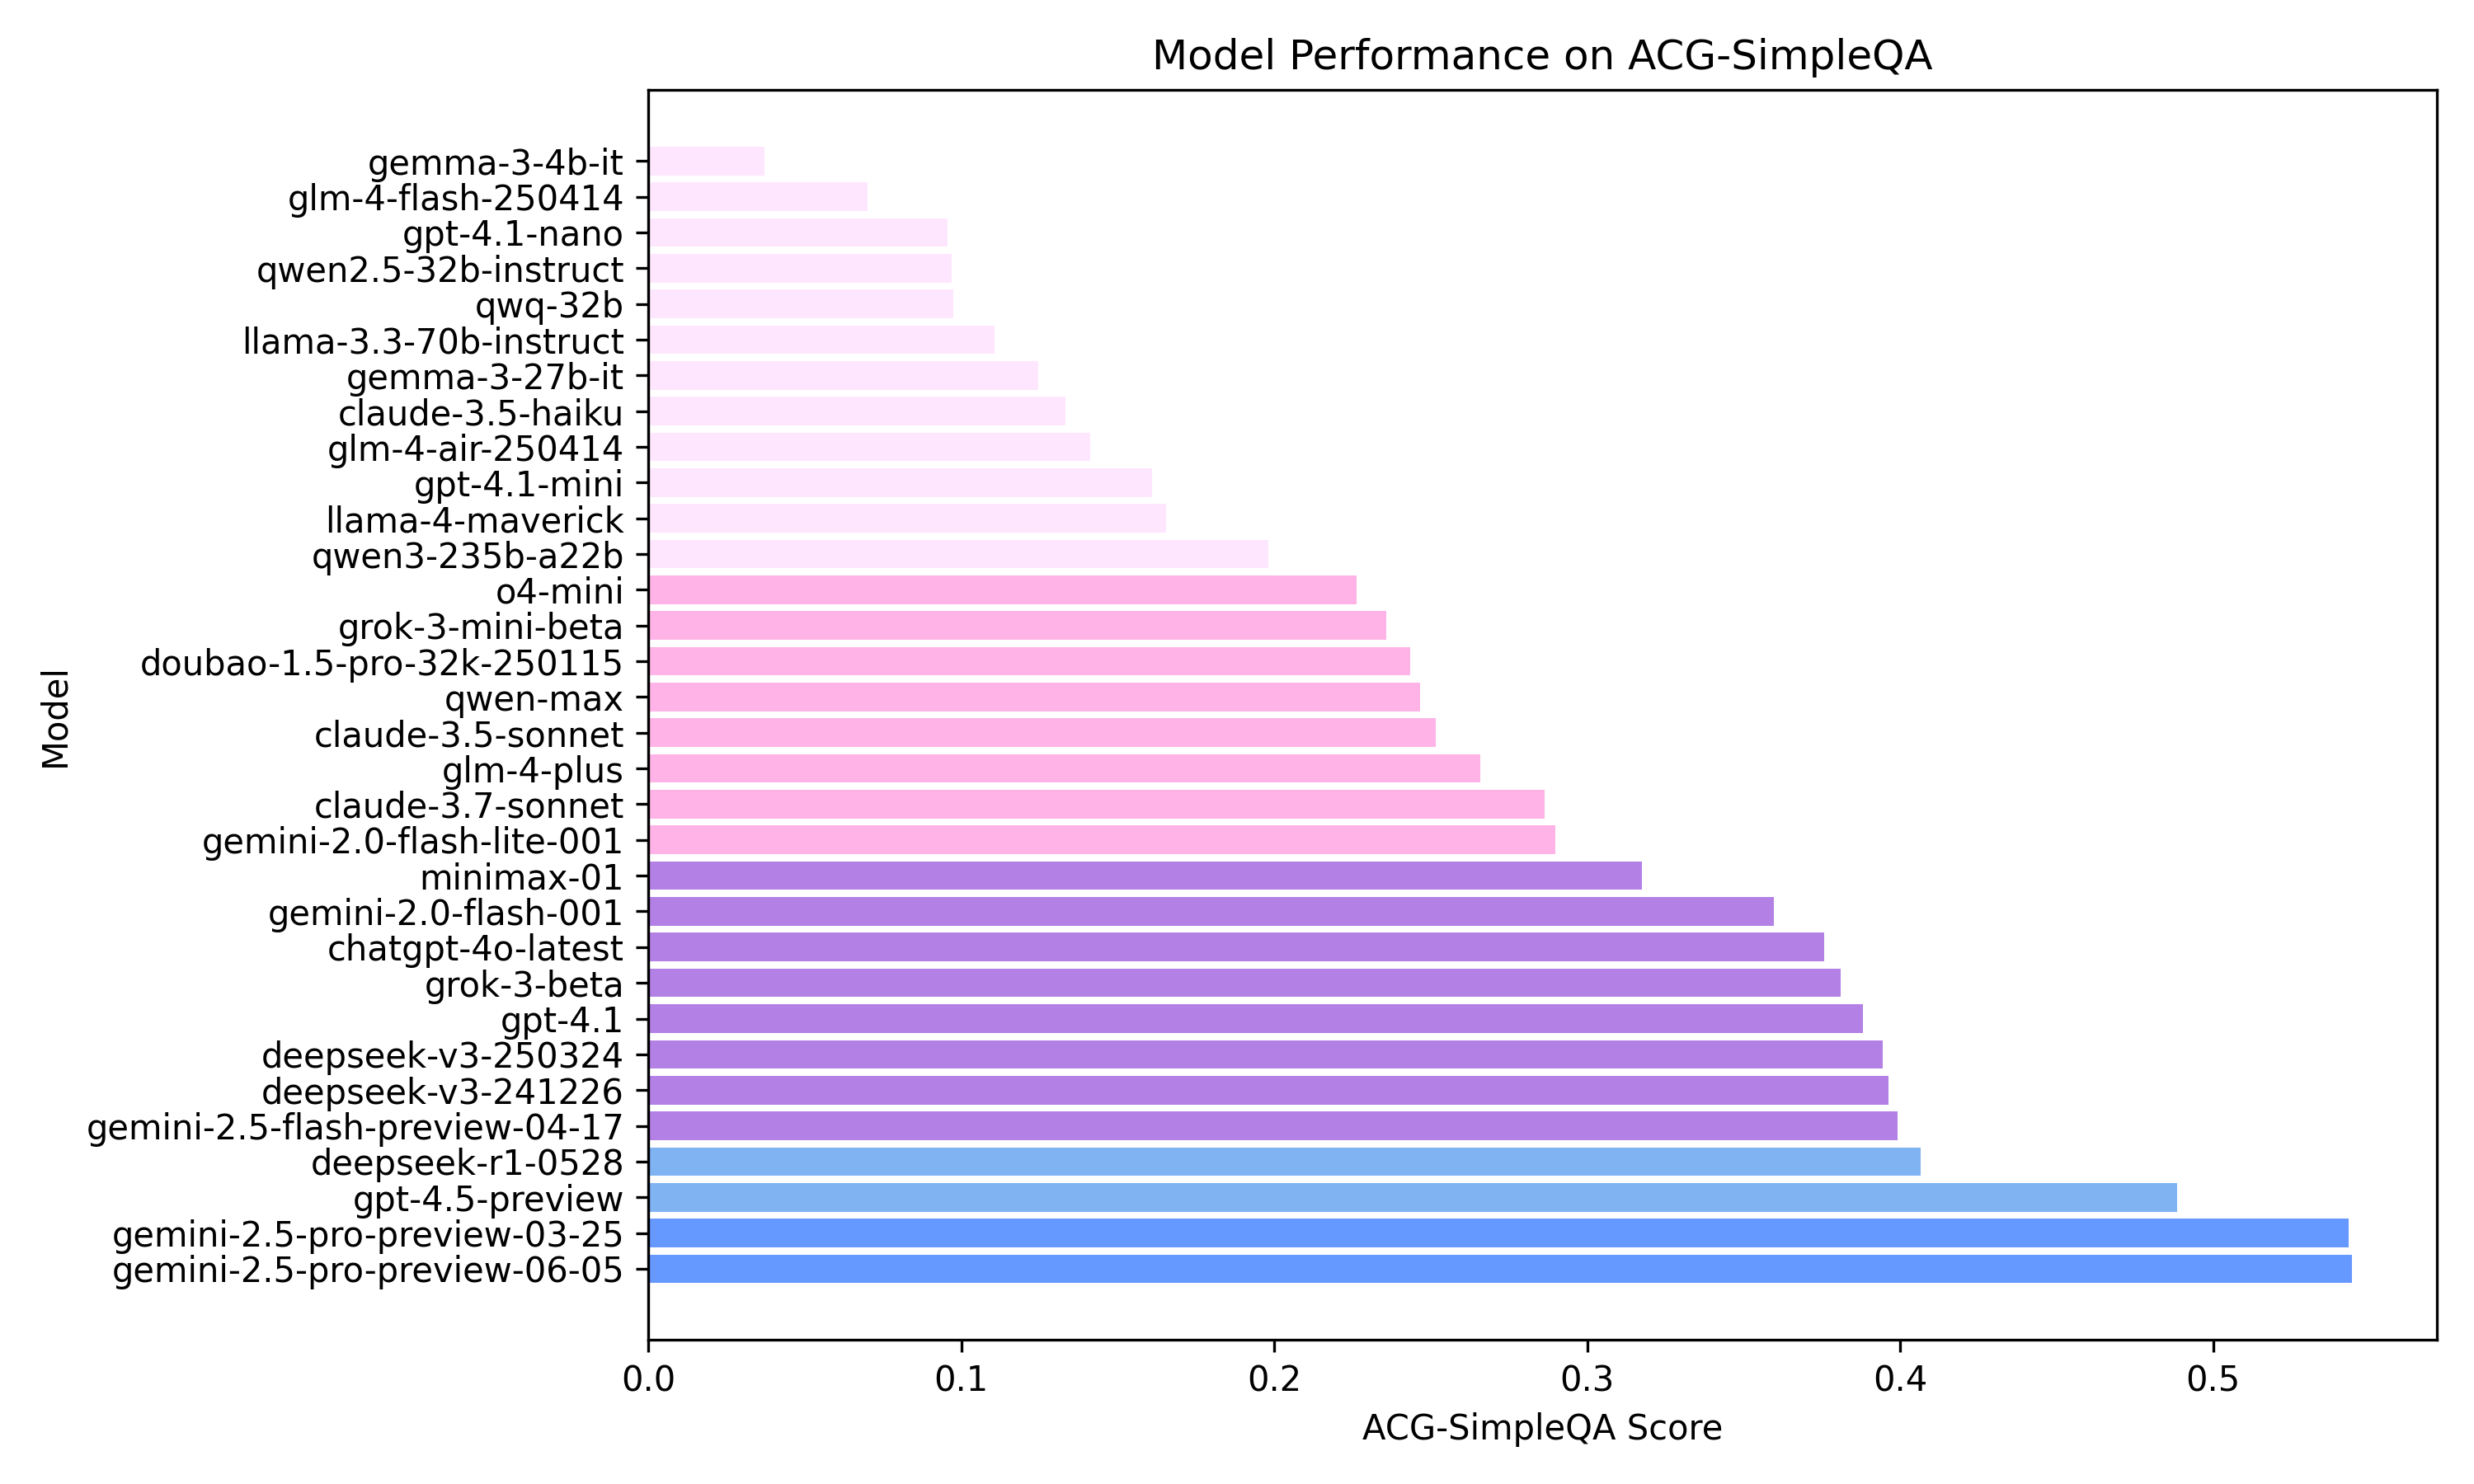 Model Performance on ACG-SimpleQA
Model
gemma-3-4b-it
glm-4-flash-250414
gpt-4.1-nano
qwen2.5-32b-instruct
qwq-32b
llama-3.3-70b-instruct
gemma-3-27b-it
claude-3.5-haiku
glm-4-air-250414
gpt-4.1-mini
llama-4-maverick
qwen3-235b-a22b
o4-mini
grok-3-mini-beta
doubao-1.5-pro-32k-250115
qwen-max
claude-3.5-sonnet
glm-4-plus
claude-3.7-sonnet
gemini-2.0-flash-lite-001
minimax-01
gemini-2.0-flash-001
chatgpt-4o-latest
grok-3-beta
gpt-4.1
deepseek-v3-250324
deepseek-v3-241226
gemini-2.5-flash-preview-04-17
deepseek-r1-0528
gpt-4.5-preview
gemini-2.5-pro-preview-03-25
gemini-2.5-pro-preview-06-05
0.0 0.1 0.2 0.3 0.4 0.5
ACG-SimpleQA Score